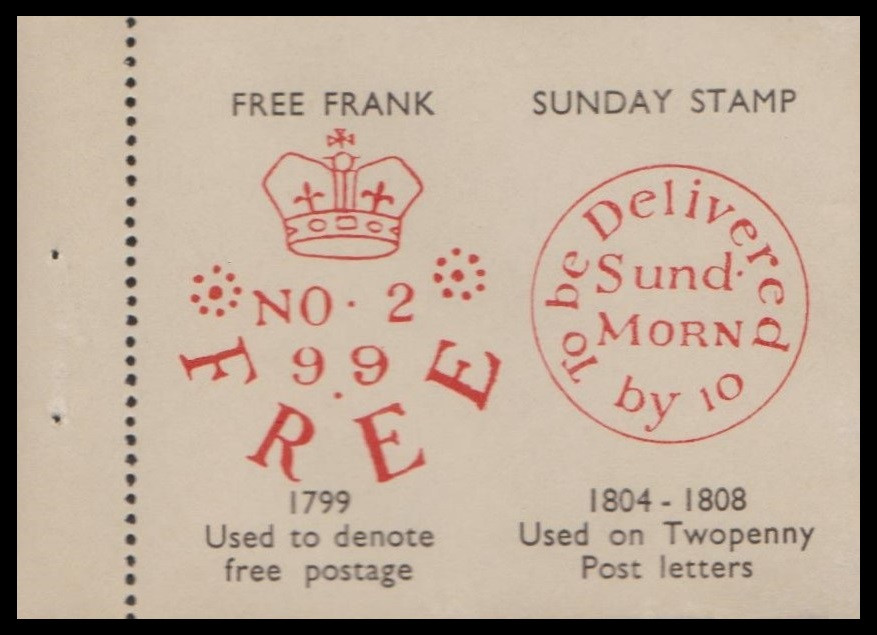 FREE FRANK
NO. 2
9.9
FREE
1799
Used to denote
free postage
SUNDAY STAMP
To be Delivered
Sund.
MORN
by 10
1804 - 1808
Used on Twopenny
Post letters